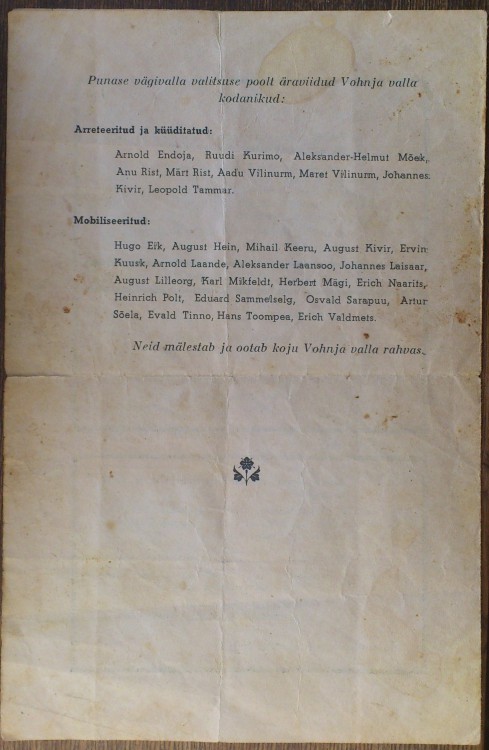 Punase vägivalla valitsuse poolt äraviidud Vohnja valla
kodanikud:
Arreteeritud ja küüditatud:
Arnold Endoja, Ruudi Kurimo, Aleksander-Helmut Mõek,
Anu Rist, Märt Rist, Aadu Vilinurm, Maret Vilinurm, Johannes
Kivir, Leopold Tammar.
Mobiliseeritud:
Hugo Eik, August Hein, Mihail Keeru, August Kivir, Ervin
Kuusk, Arnold Laande, Aleksander Laansoo, Johannes Laisaar,
August Lilleorg, Karl Mikfeldt, Herbert Mägi, Erich Naarits,
Heinrich Polt, Eduard Sammelselg, Osvald Sarapuu, Artur
Sõela, Evald Tinno, Hans Toompea, Erich Valdmets.
Neid mälestab ja ootab koju Vohnja valla rahvas.